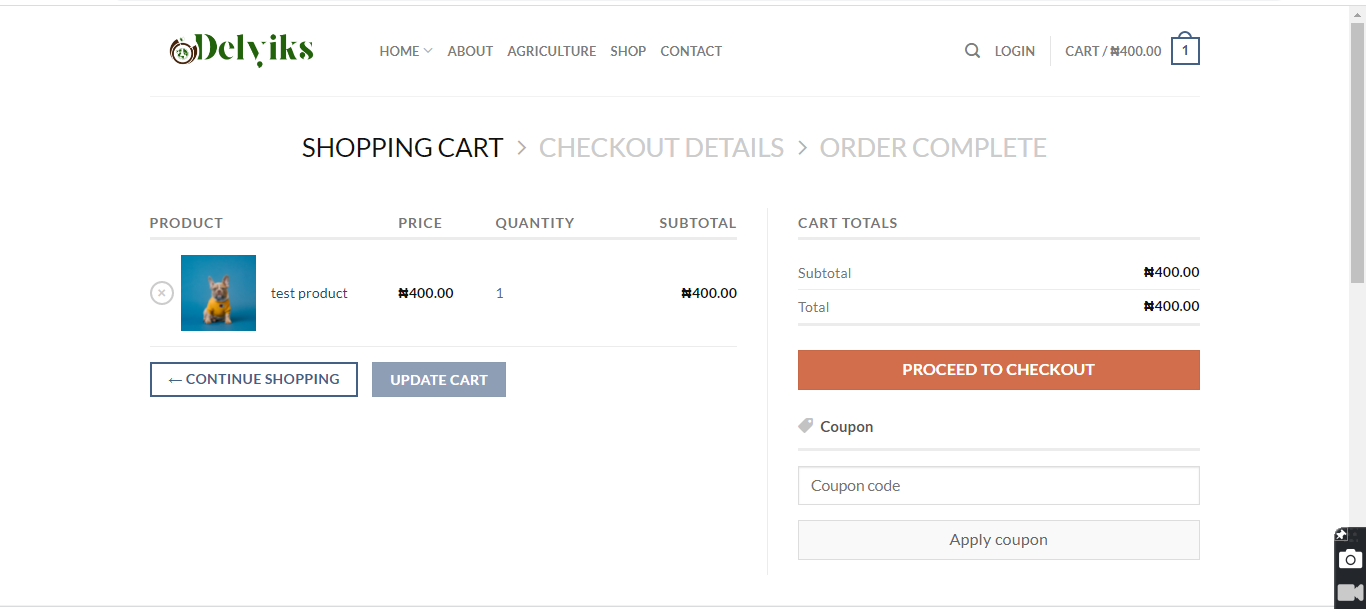 Delviks
HOME ABOUT AGRICULTURE SHOP CONTACT
LOGIN CART / ₦400.00 1
SHOPPING CART > CHECKOUT DETAILS > ORDER COMPLETE
PRODUCT PRICE QUANTITY SUBTOTAL
× test product ₦400.00 1 ₦400.00
← CONTINUE SHOPPING UPDATE CART
CART TOTALS
Subtotal ₦400.00
Total ₦400.00
PROCEED TO CHECKOUT
Coupon
Coupon code
Apply coupon